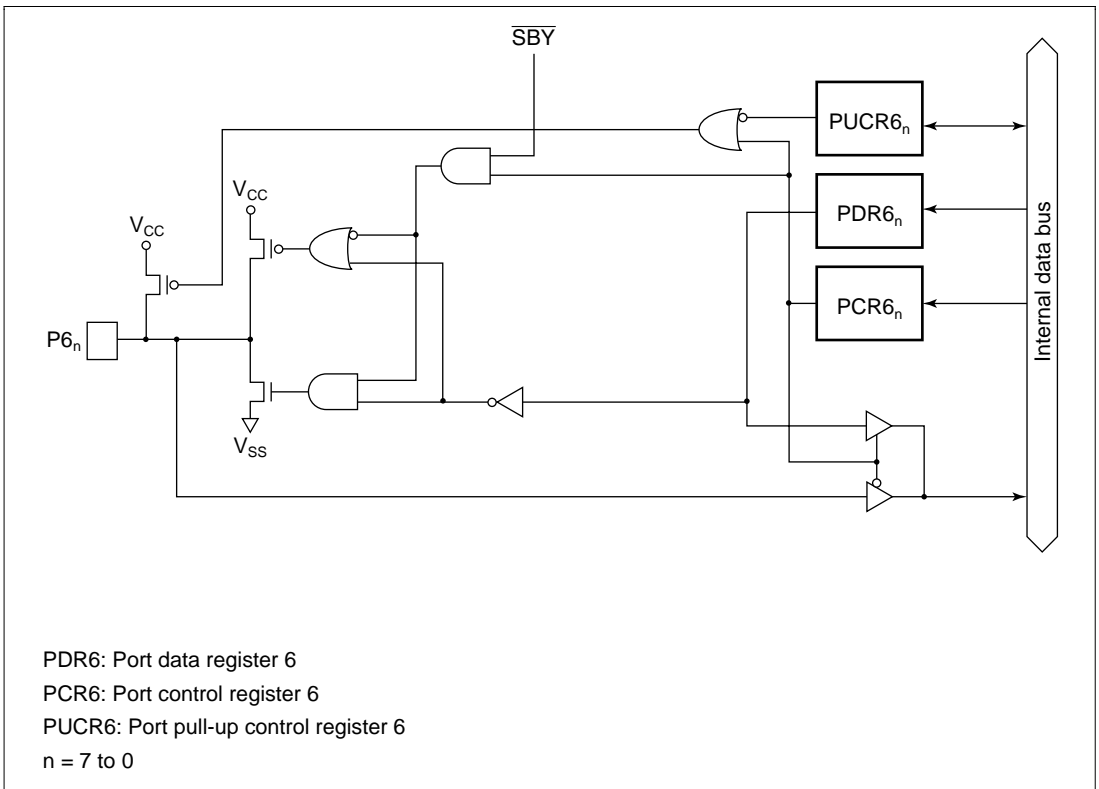 SBY
PUCR6n
VCC
VCC
PDR6n
PCR6n
P6n
VSS
Internal data bus
PDR6: Port data register 6
PCR6: Port control register 6
PUCR6: Port pull-up control register 6
n = 7 to 0